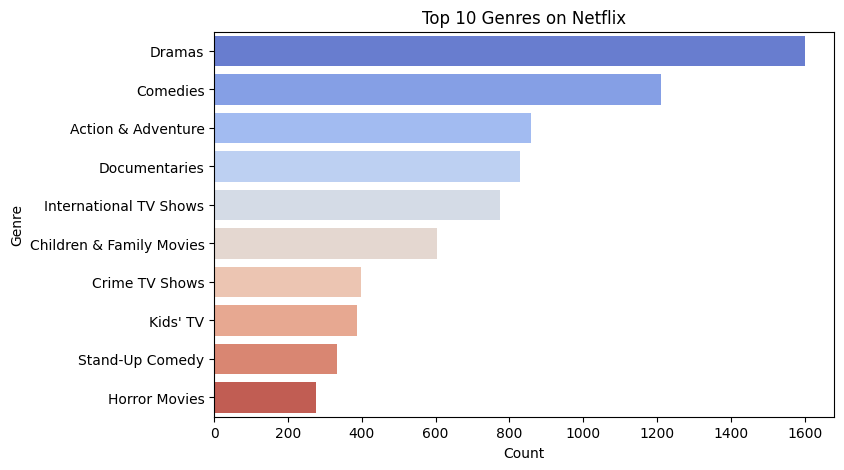 Top 10 Genres on Netflix
Genre
Dramas
Comedies
Action & Adventure
Documentaries
International TV Shows
Children & Family Movies
Crime TV Shows
Kids' TV
Stand-Up Comedy
Horror Movies
0 200 400 600 800 1000 1200 1400 1600
Count